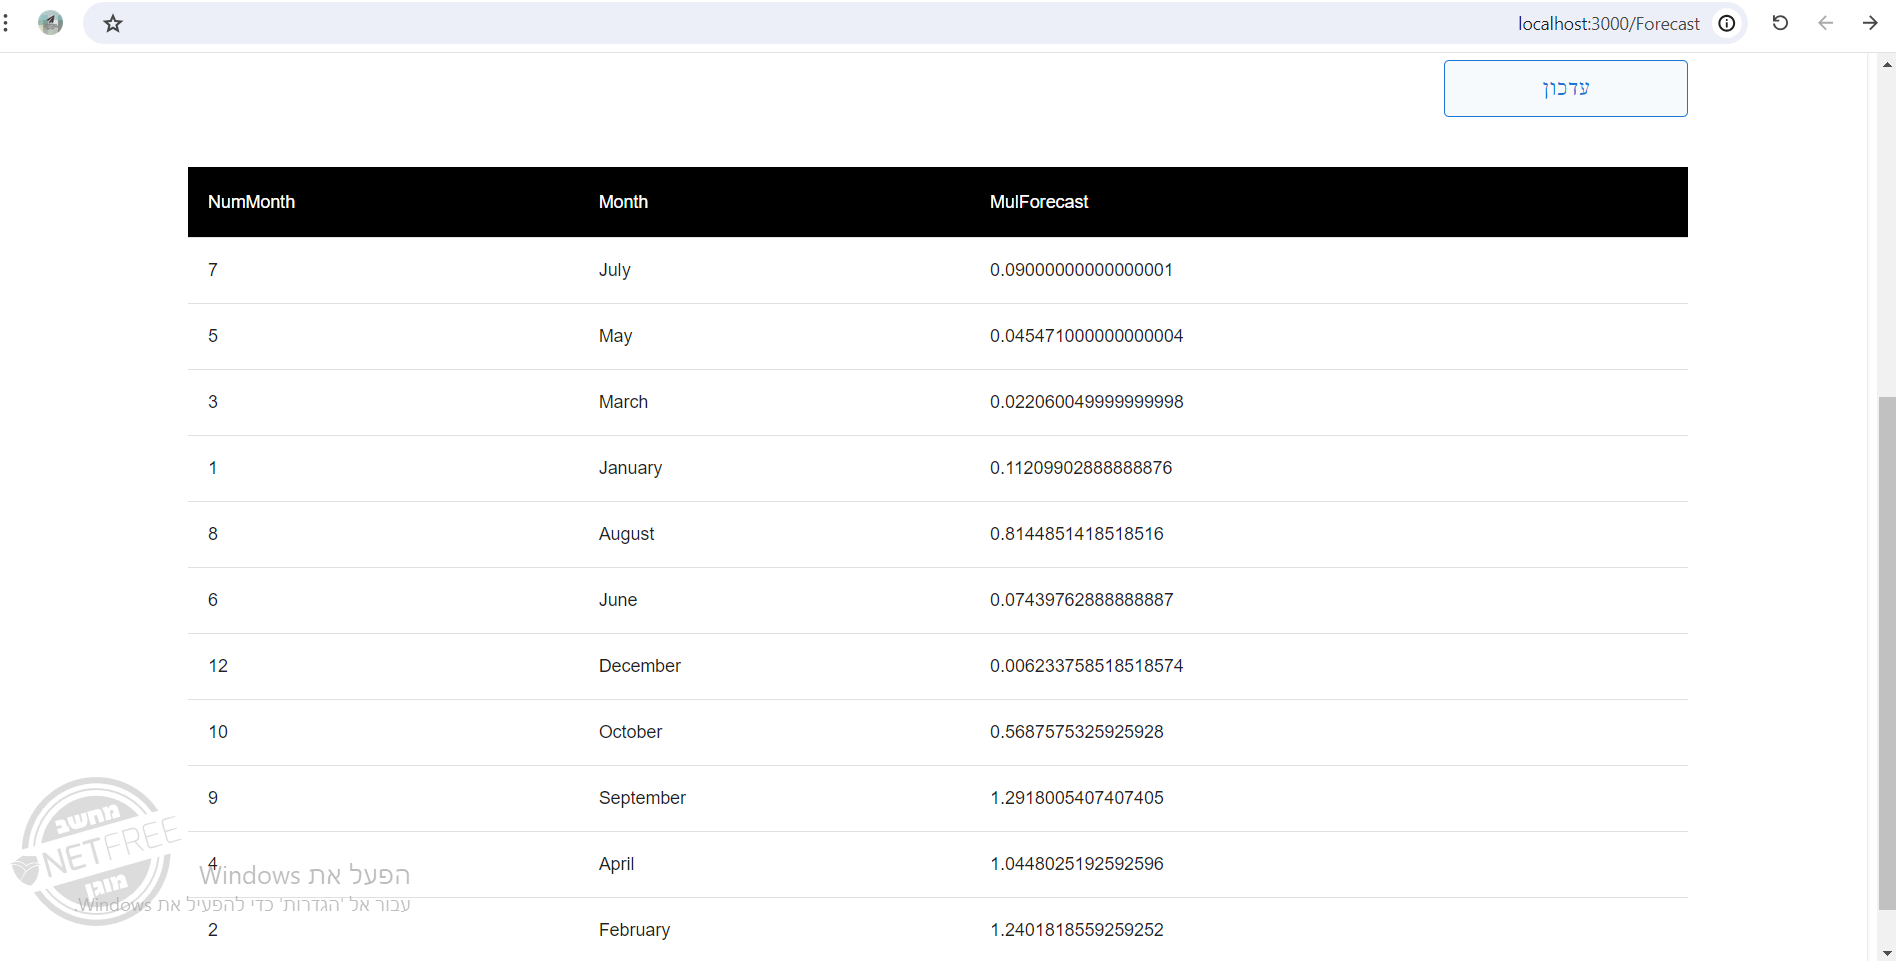 localhost:3000/Forecast
עדכון
NumMonth Month MulForecast
7 July 0.09000000000000001
5 May 0.045471000000000004
3 March 0.022060049999999998
1 January 0.11209902888888876
8 August 0.8144851418518516
6 June 0.07439762888888887
12 December 0.006233758518518574
10 October 0.5687575325925928
9 September 1.2918005407407405
4 April 1.0448025192592596
2 February 1.2401818559259252
מחשב
NETFREE
מוגן
הפעל את Windows
עבור אל 'הגדרות' כדי להפעיל את Windows.